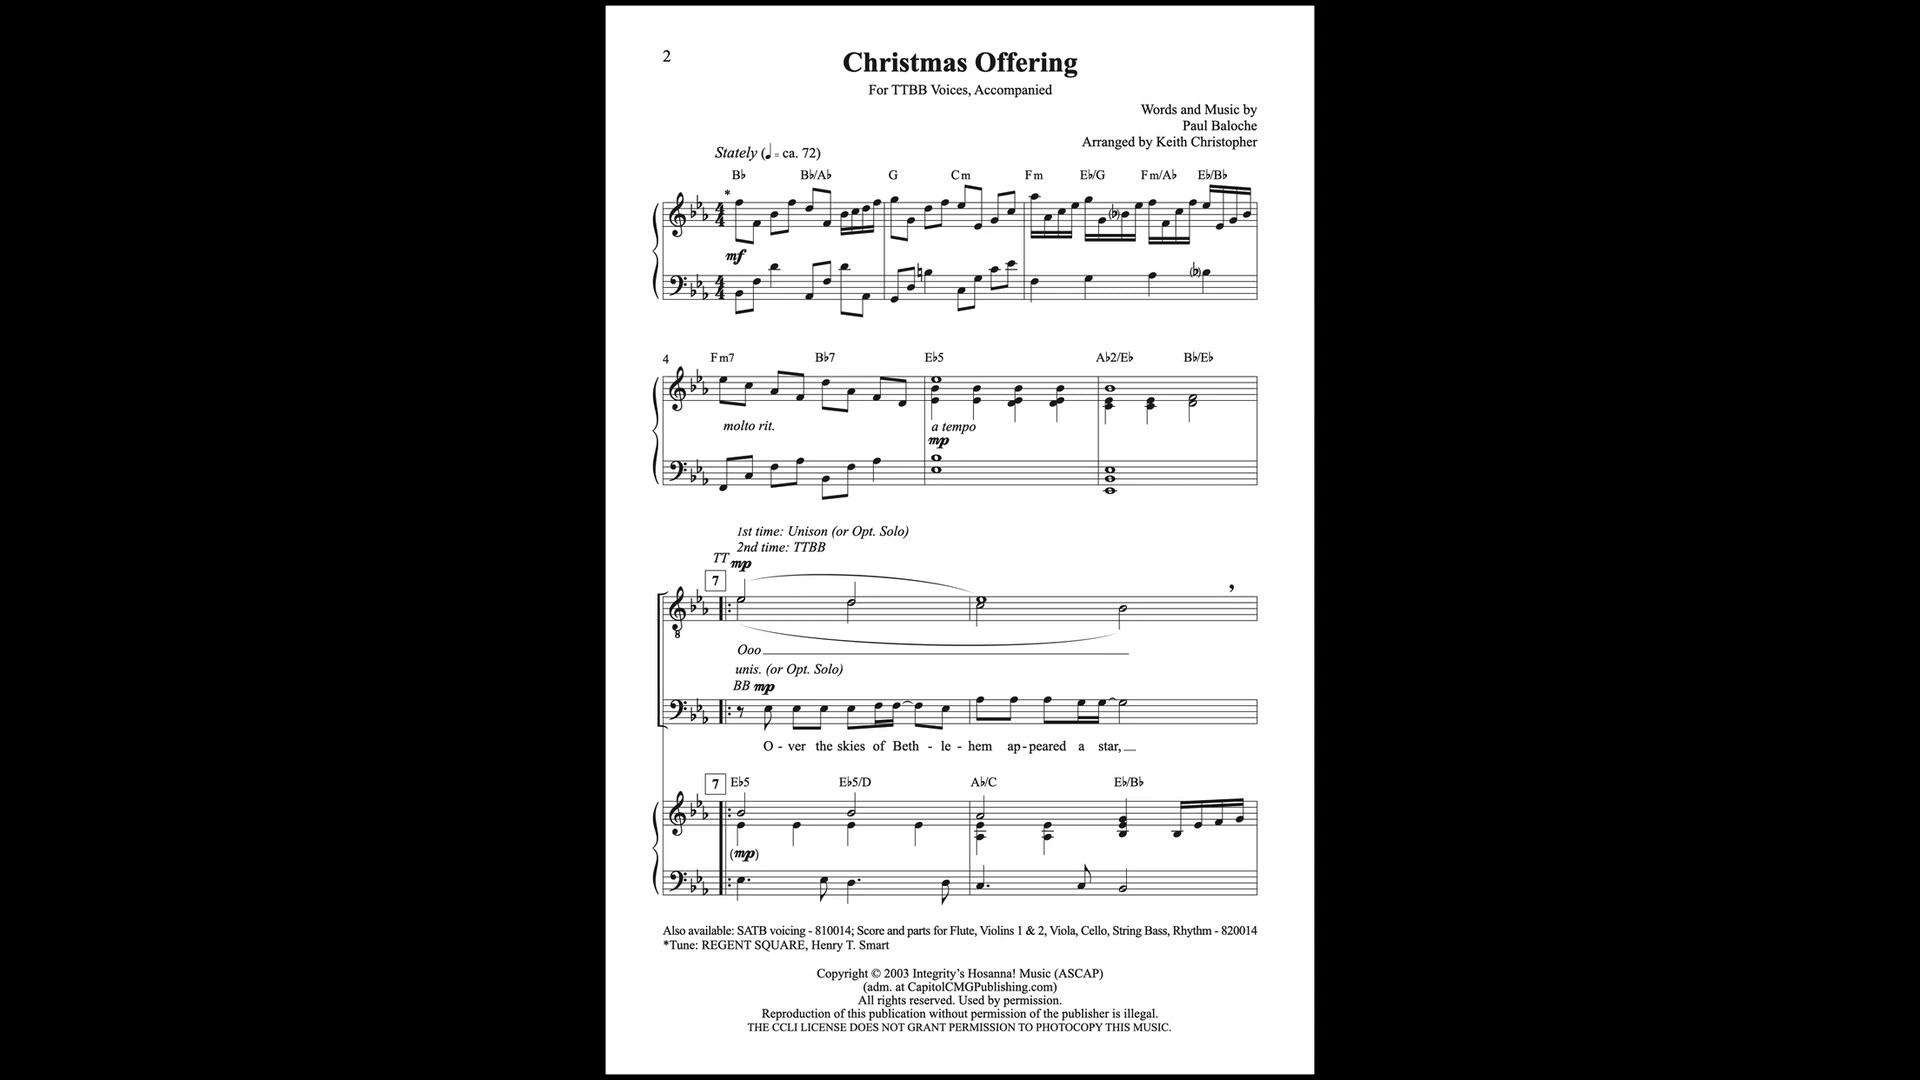 2
Christmas Offering
For TTBB Voices, Accompanied
Words and Music by
Paul Baloche
Arranged by Keith Christopher
Stately (♩ = ca. 72)
B♭ B♭/A♭ G Cm Fm E♭/G Fm/A♭ E♭/B♭
*
mf
4 Fm7 B♭7 E♭5 A♭2/E♭ B♭/E♭
molto rit. a tempo
mp
1st time: Unison (or Opt. Solo)
2nd time: TTBB
TT mp
7
8
Ooo
unis. (or Opt. Solo)
BB mp
O - ver the skies of Beth - le - hem ap - peared a star,
7 E♭5 E♭5/D A♭/C E♭/B♭
(mp)
Also available: SATB voicing - 810014; Score and parts for Flute, Violins 1 & 2, Viola, Cello, String Bass, Rhythm - 820014
*Tune: REGENT SQUARE, Henry T. Smart
Copyright © 2003 Integrity's Hosanna! Music (ASCAP)
(adm. at CapitolCMGPublishing.com)
All rights reserved. Used by permission.
Reproduction of this publication without permission of the publisher is illegal.
THE CCLI LICENSE DOES NOT GRANT PERMISSION TO PHOTOCOPY THIS MUSIC.